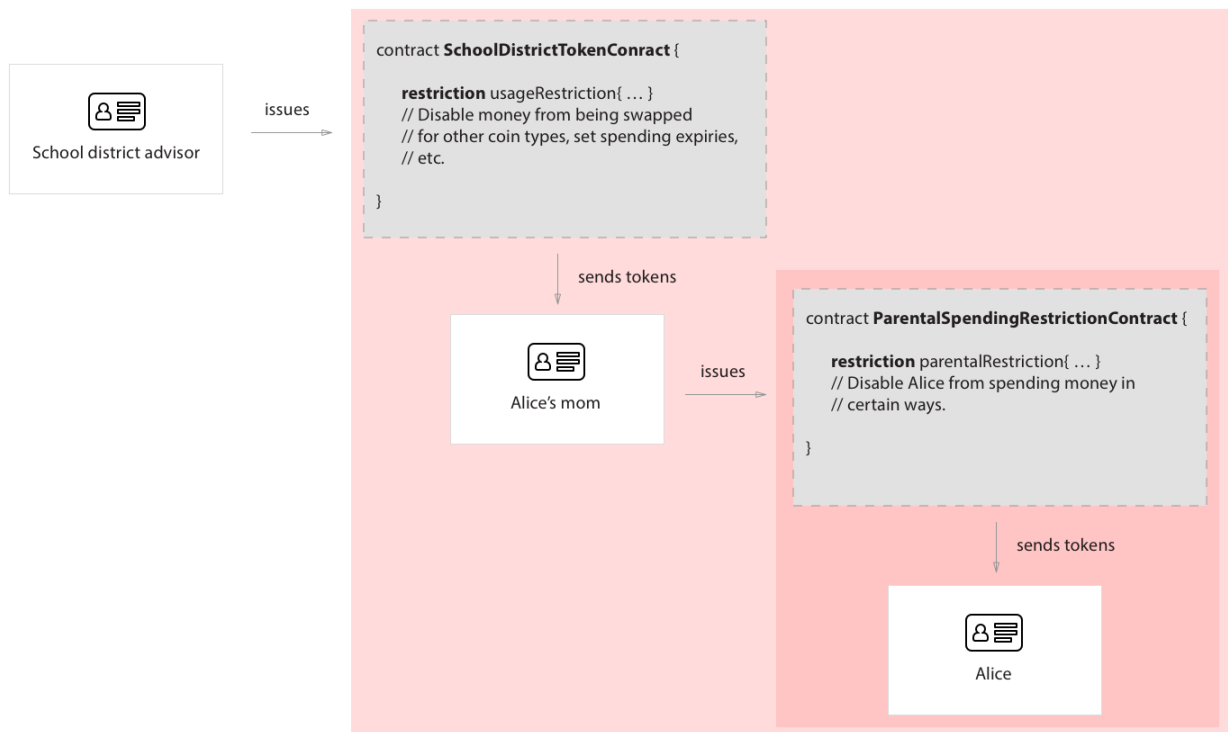 School district advisor
issues
contract SchoolDistrictTokenConract {
restriction usageRestriction{ … }
// Disable money from being swapped
// for other coin types, set spending expiries,
// etc.
}
sends tokens
Alice’s mom
issues
contract ParentalSpendingRestrictionContract {
restriction parentalRestriction{ … }
// Disable Alice from spending money in
// certain ways.
}
sends tokens
Alice